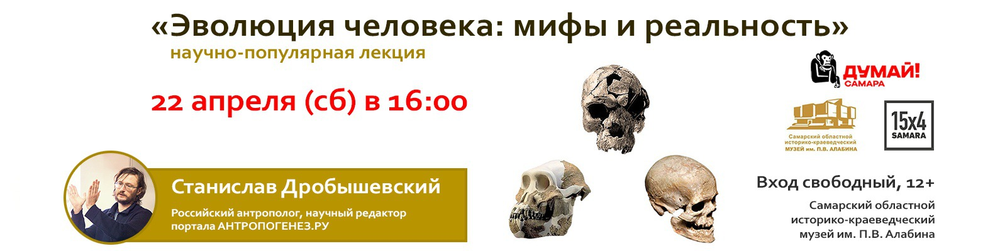 «Эволюция человека: мифы и реальность»
научно-популярная лекция
22 апреля (сб) в 16:00
ДУМАЙ!
САМАРА
Самарский областной
историко-краеведческий
МУЗЕЙ им. П.В. АЛАБИНА
15x4
SAMARA
Станислав Дробышевский
Российский антрополог, научный редактор
портала АНТРОПОГЕНЕЗ.РУ
Вход свободный, 12+
Самарский областной
историко-краеведческий
музей им. П.В. Алабина